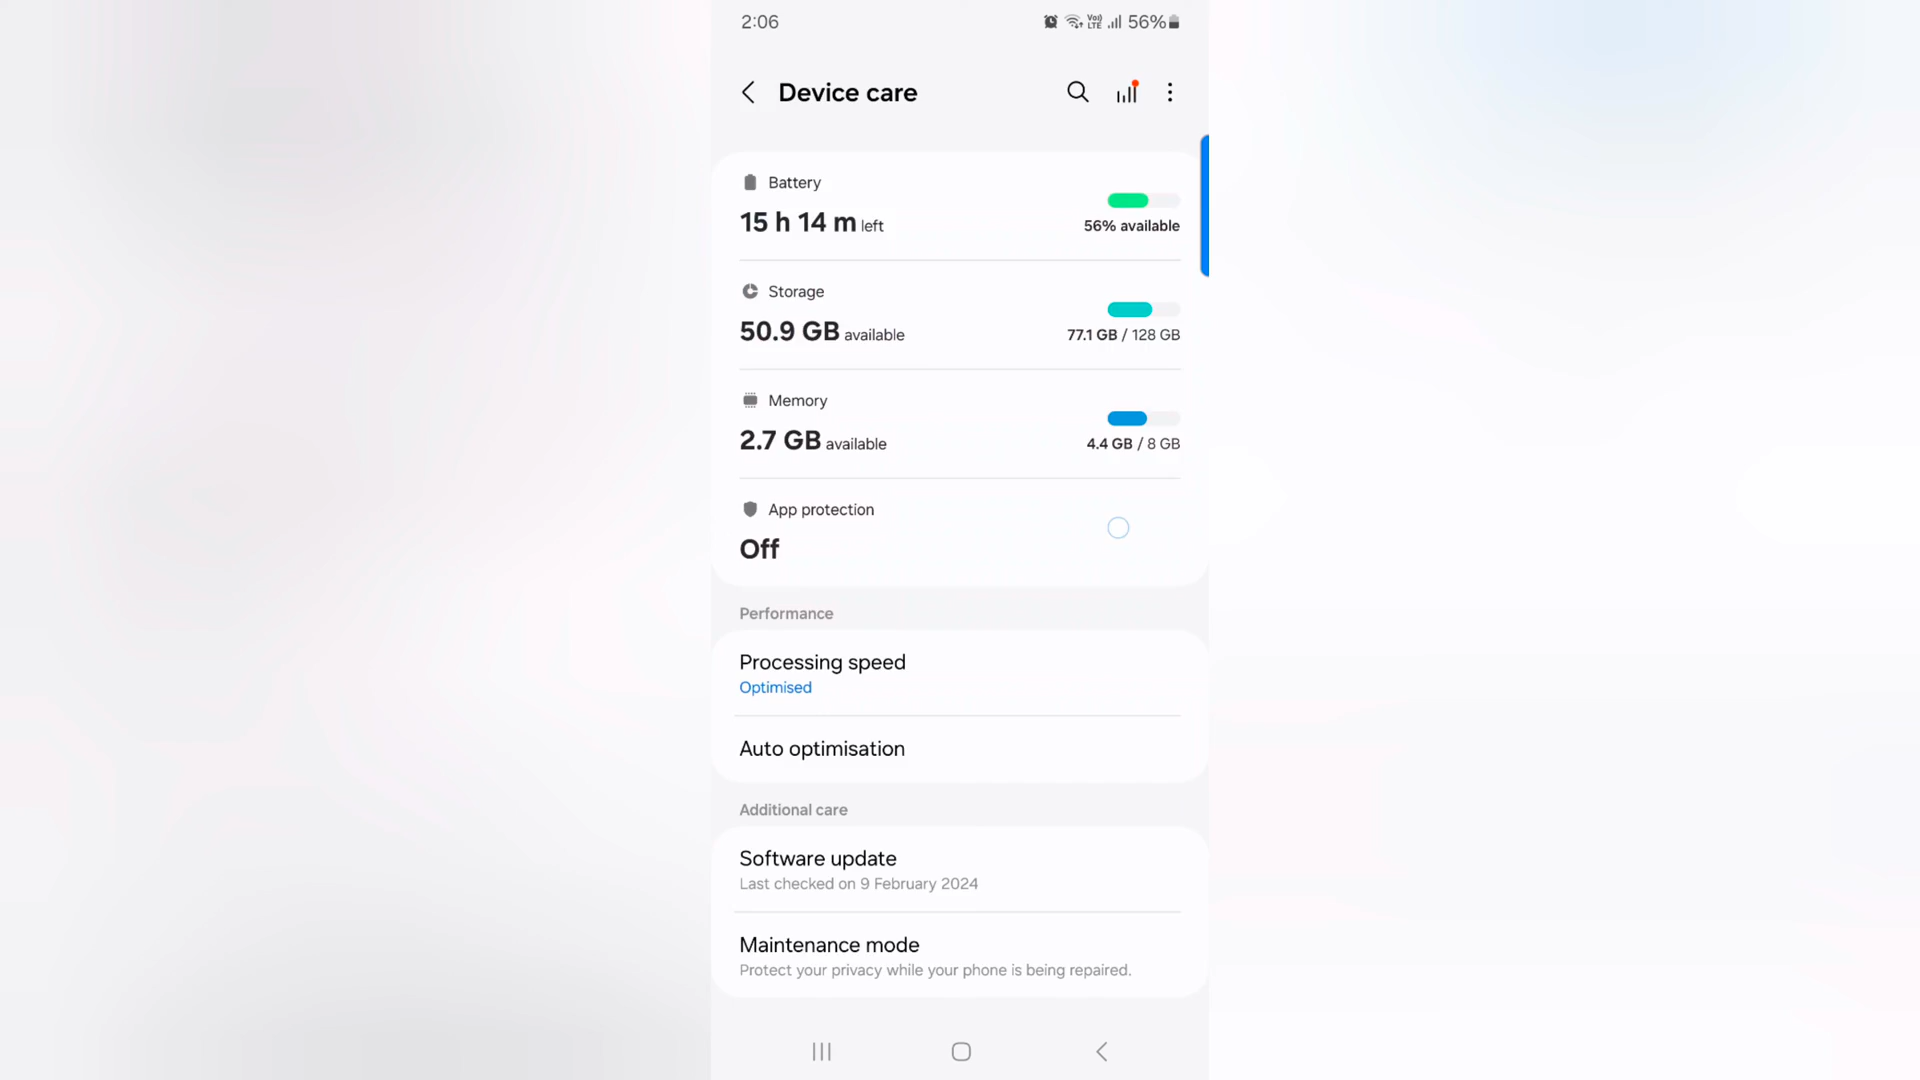 2:06 Vo) LTE 56%
Device care
Battery
15 h 14 m left
56% available
Storage
50.9 GB available
77.1 GB / 128 GB
Memory
2.7 GB available
4.4 GB / 8 GB
App protection
Off
Performance
Processing speed
Optimised
Auto optimisation
Additional care
Software update
Last checked on 9 February 2024
Maintenance mode
Protect your privacy while your phone is being repaired.